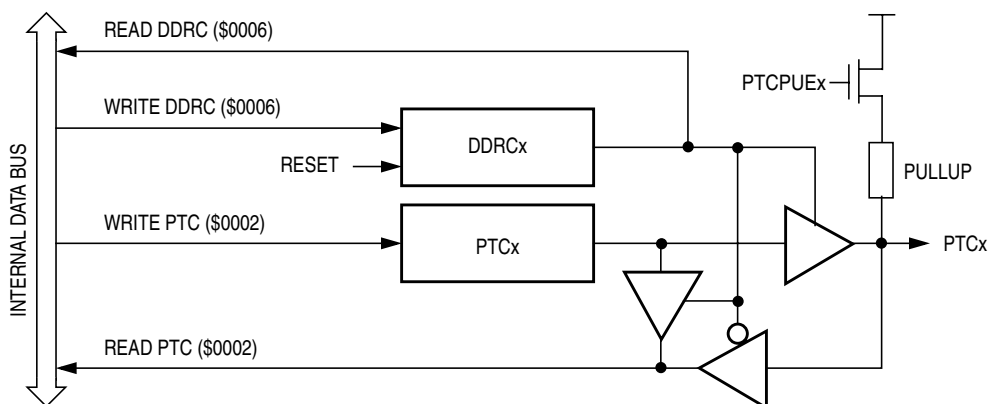 READ DDRC ($0006)
PTCPUEx
WRITE DDRC ($0006)
DDRCx
RESET
PULLUP
INTERNAL DATA BUS
WRITE PTC ($0002)
PTCx
PTCx
READ PTC ($0002)